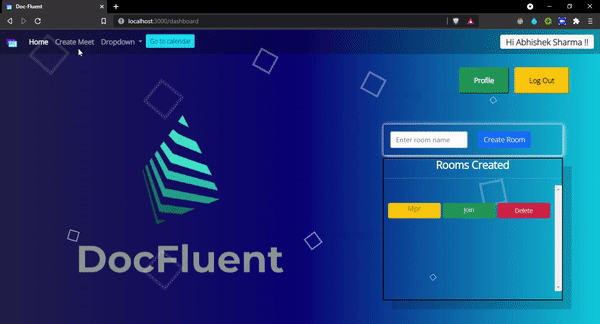 Doc-Fluent
localhost:3000/dashboard
Home Create Meet Dropdown Go to calendar Hi Abhishek Sharma !!
Profile Log Out
Enter room name Create Room
Rooms Created
Join Delete
DocFluent